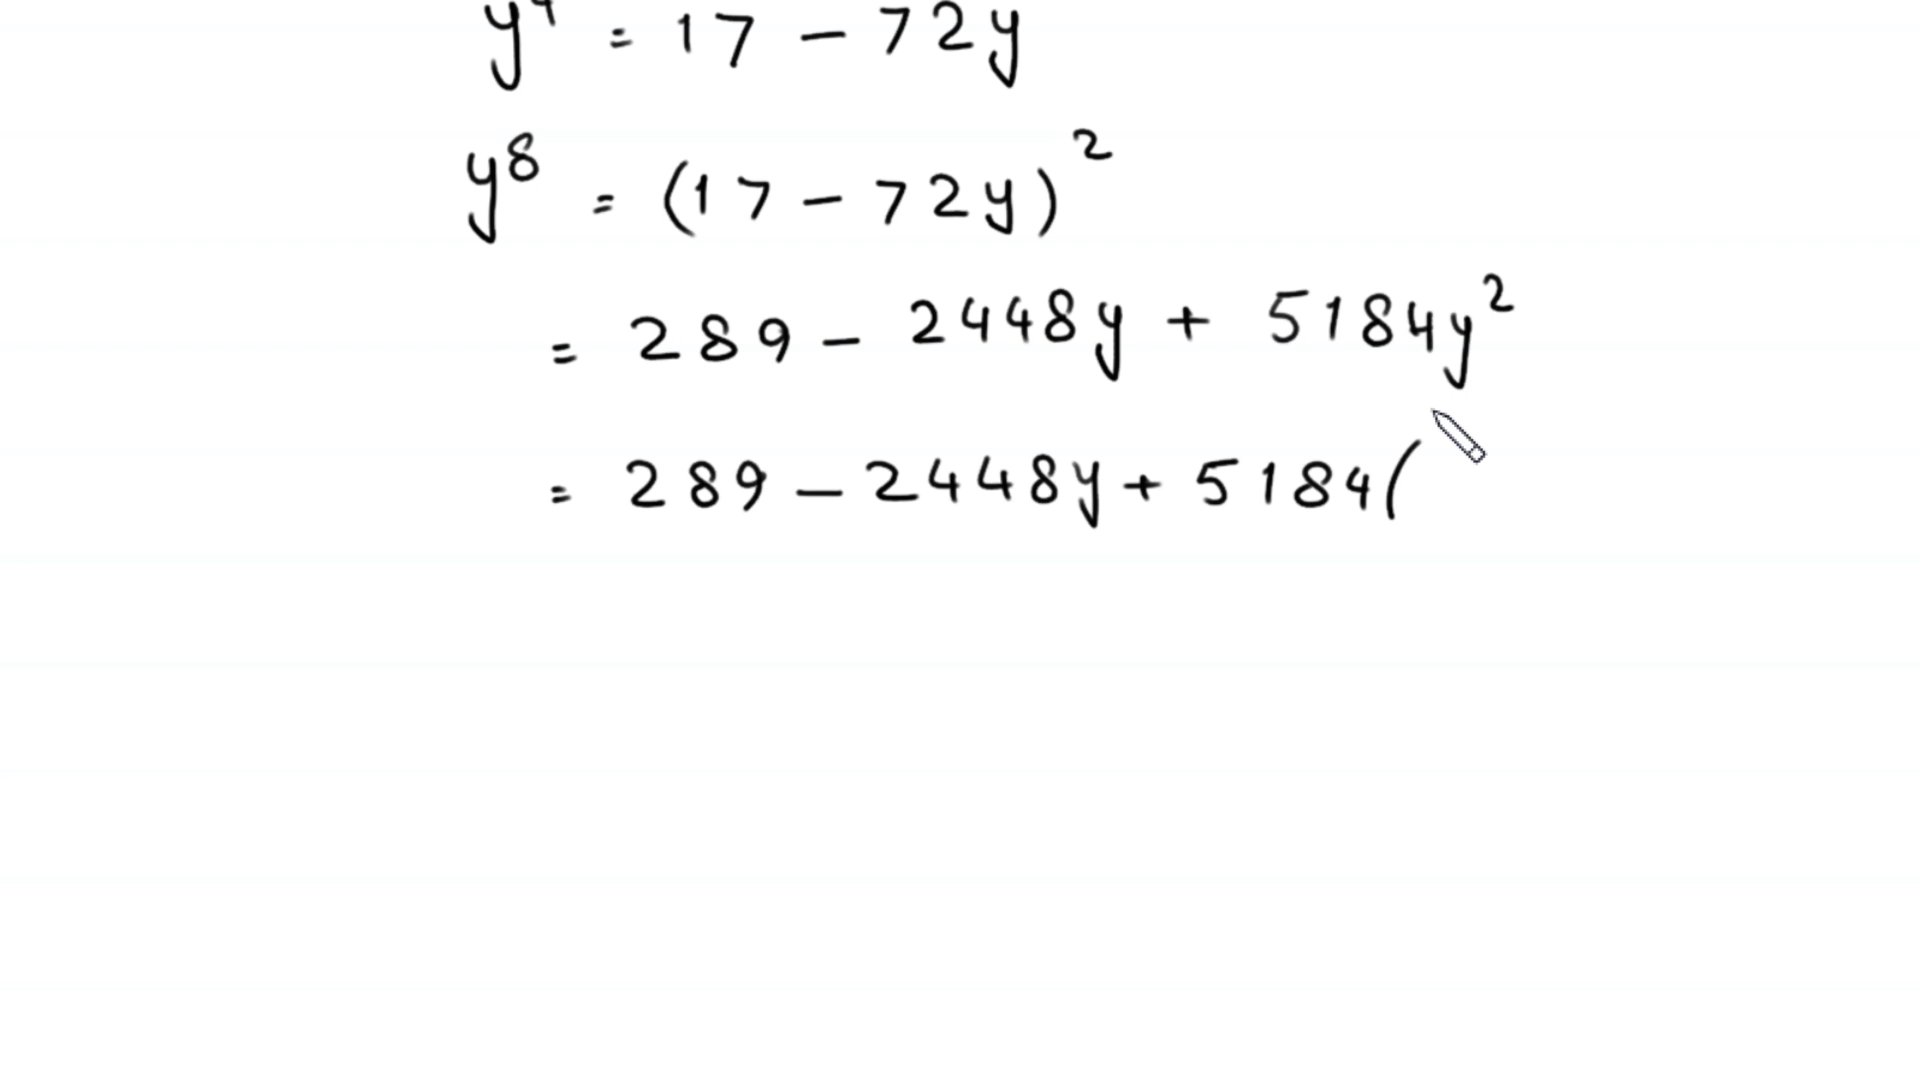 y⁴ = 17 - 72y
y⁸ = (17 - 72y)²
= 289 - 2448y + 5184y²
= 289 - 2448y + 5184(